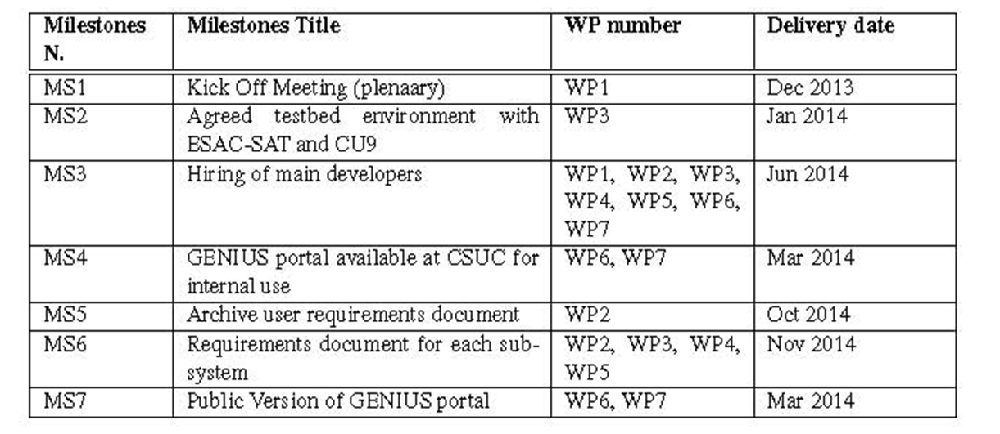 Milestones N. Milestones Title WP number Delivery date
MS1 Kick Off Meeting (plenaary) WP1 Dec 2013
MS2 Agreed testbed environment with WP3 Jan 2014
ESAC-SAT and CU9
MS3 Hiring of main developers WP1, WP2, WP3, Jun 2014
WP4, WP5, WP6,
WP7
MS4 GENIUS portal available at CSUC for WP6, WP7 Mar 2014
internal use
MS5 Archive user requirements document WP2 Oct 2014
MS6 Requirements document for each sub- WP2, WP3, WP4, Nov 2014
system WP5
MS7 Public Version of GENIUS portal WP6, WP7 Mar 2014